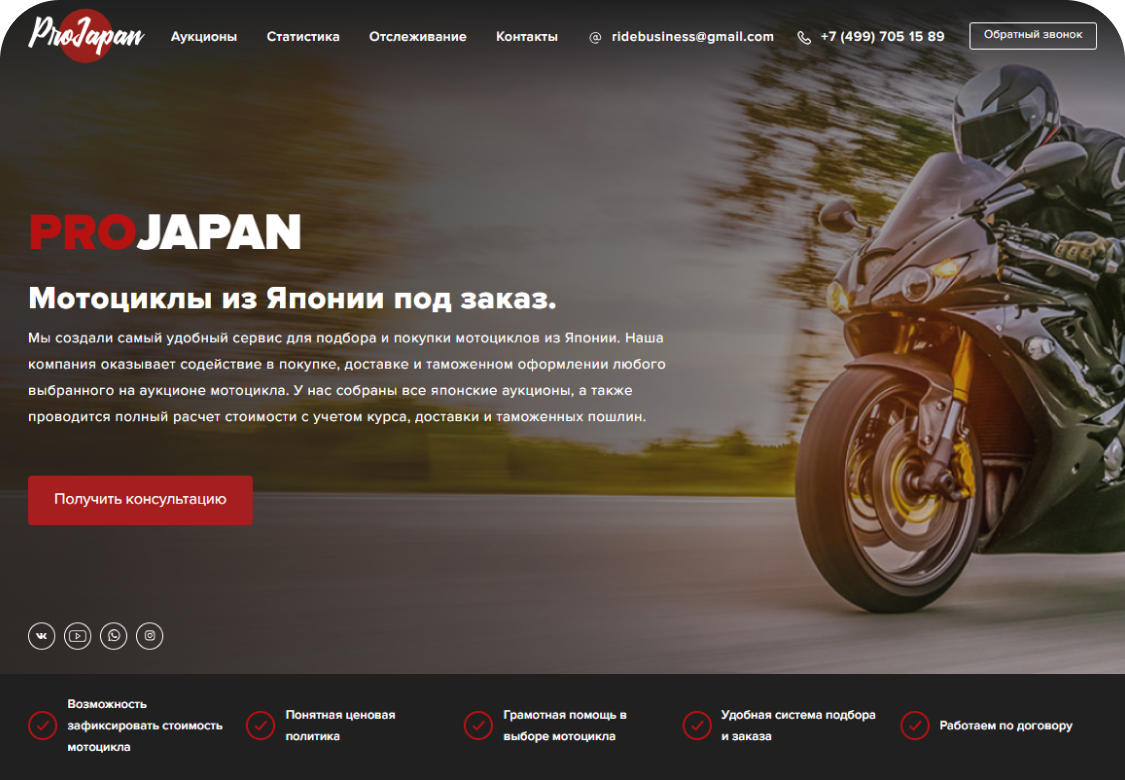 ProJapan
Аукционы
Статистика
Отслеживание
Контакты
ridebusiness@gmail.com
+7 (499) 705 15 89
Обратный звонок
PROJAPAN
Мотоциклы из Японии под заказ.
Мы создали самый удобный сервис для подбора и покупки мотоциклов из Японии. Наша
компания оказывает содействие в покупке, доставке и таможенном оформлении любого
выбранного на аукционе мотоцикла. У нас собраны все японские аукционы, а также
проводится полный расчет стоимости с учетом курса, доставки и таможенных пошлин.
Получить консультацию
Возможность
зафиксировать стоимость
мотоцикла
Понятная ценовая
политика
Грамотная помощь в
выборе мотоцикла
Удобная система подбора
и заказа
Работаем по договору